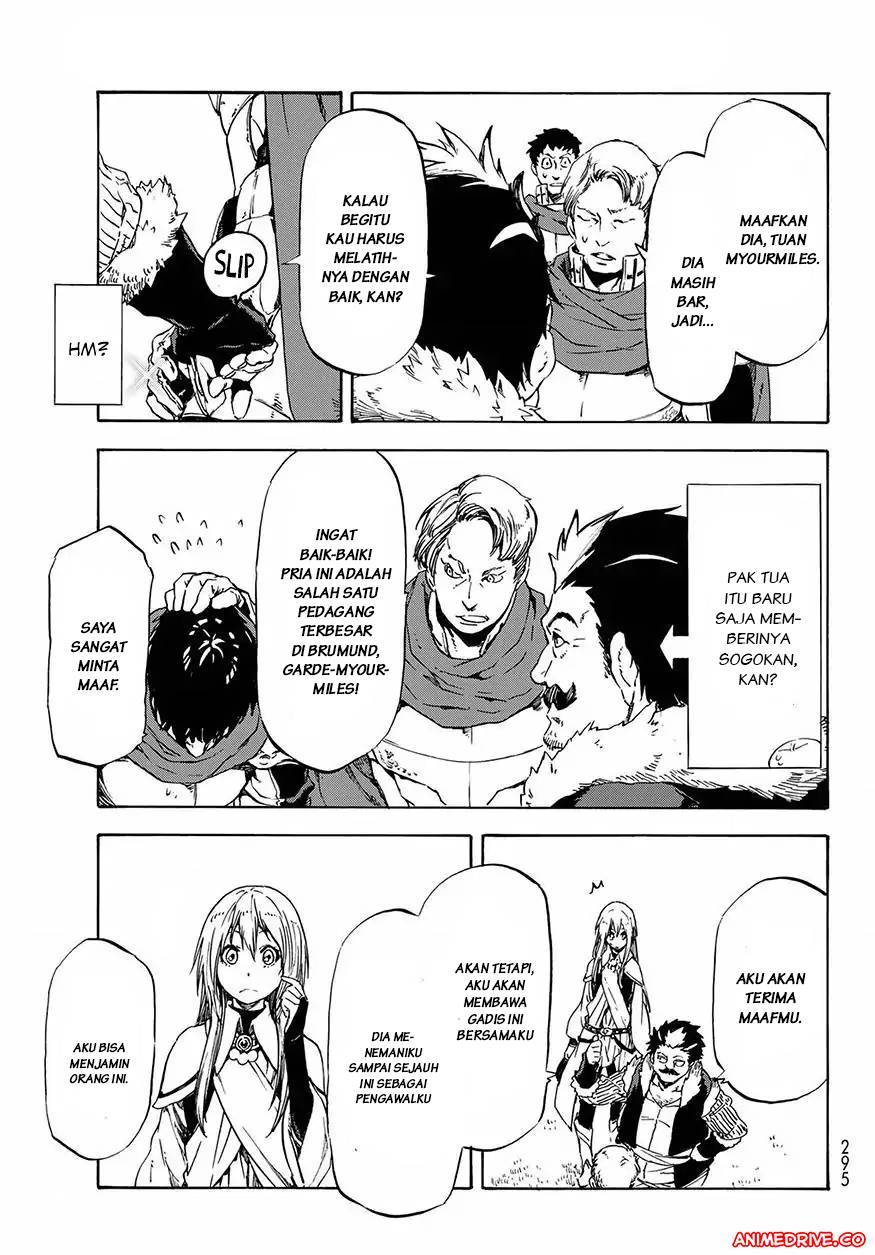 MAAFKAN
DIA, TUAN
MYOURMILES.
DIA
MASIH
BAR,
JADI...
KALAU
BEGITU
KAU HARUS
MELATIH-
NYA DENGAN
BAIK, KAN?
SLIP
HM?
PAK TUA
ITU BARU
SAJA MEM-
BERINYA
SOGOKAN,
KAN?
INGAT
BAIK-BAIK!
PRIA INI ADALAH
SALAH SATU
PEDAGANG
TERBESAR
DI BRUMUND,
GARDE-MYOUR-
MILES!
SAYA
SANGAT
MINTA
MAAF.
AKU AKAN
TERIMA
MAAFMU.
AKAN TETAPI,
AKU AKAN
MEMBAWA
GADIS INI
BERSAMAKU
DIA ME-
NEMANIKU
SAMPAI SEJAUH
INI SEBAGAI
PENGAWALKU
AKU BISA
MENJAMIN
ORANG INI.
295
ANIMEDRIVE.CO